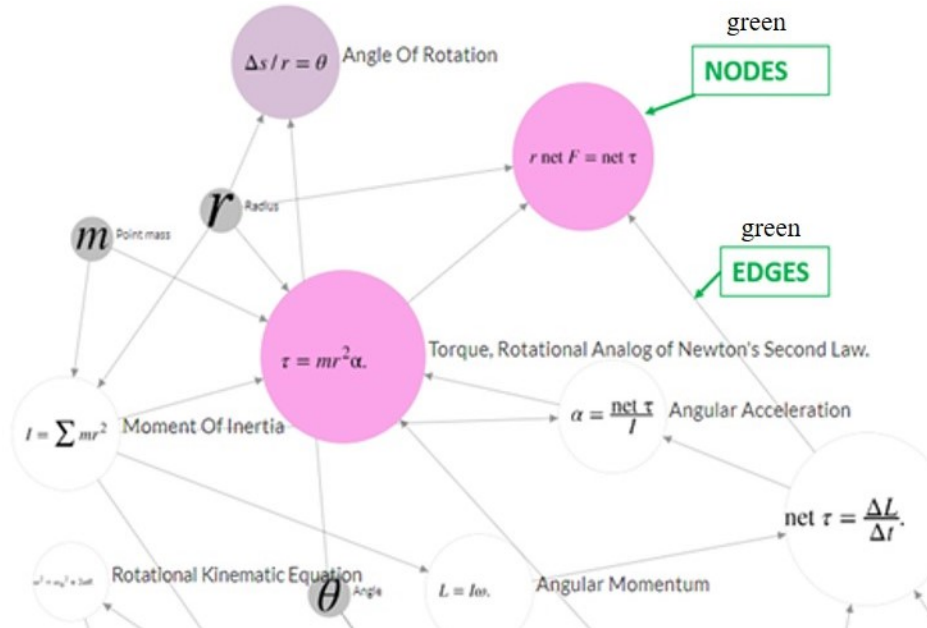 green
NODES
Δs / r = θ
Angle Of Rotation
r net F = net τ
r
Radius
m
Point mass
green
EDGES
τ = mr²α.
Torque, Rotational Analog of Newton's Second Law.
I = ∑ mr²
Moment Of Inertia
α = net τ / I
Angular Acceleration
net τ = ΔL / Δt.
Rotational Kinematic Equation
θ
Angle
L = Iω.
Angular Momentum